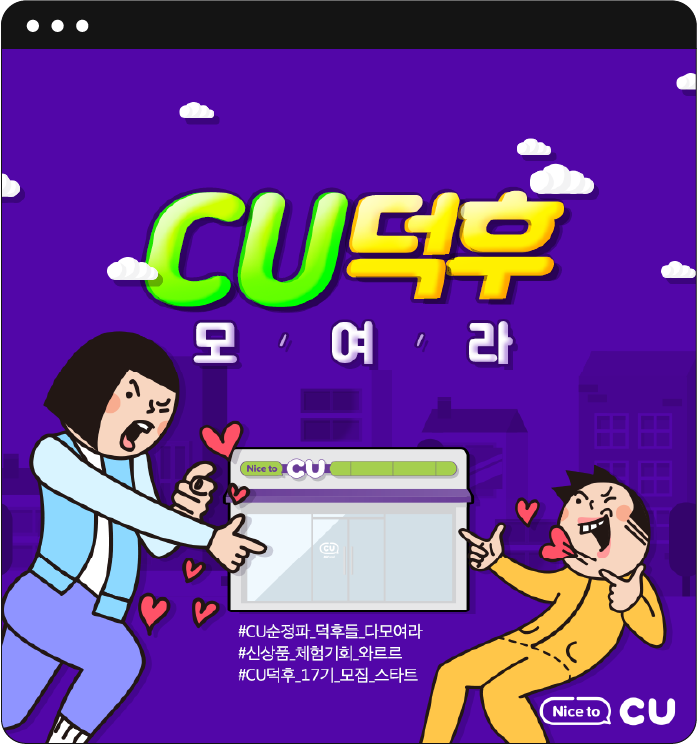 CU덕후
모여라
Nice to CU
CU
#CU순정파_덕후들_다모여라
#신상품_체험기회_와르르
#CU덕후_17기_모집_스타트
Nice to CU